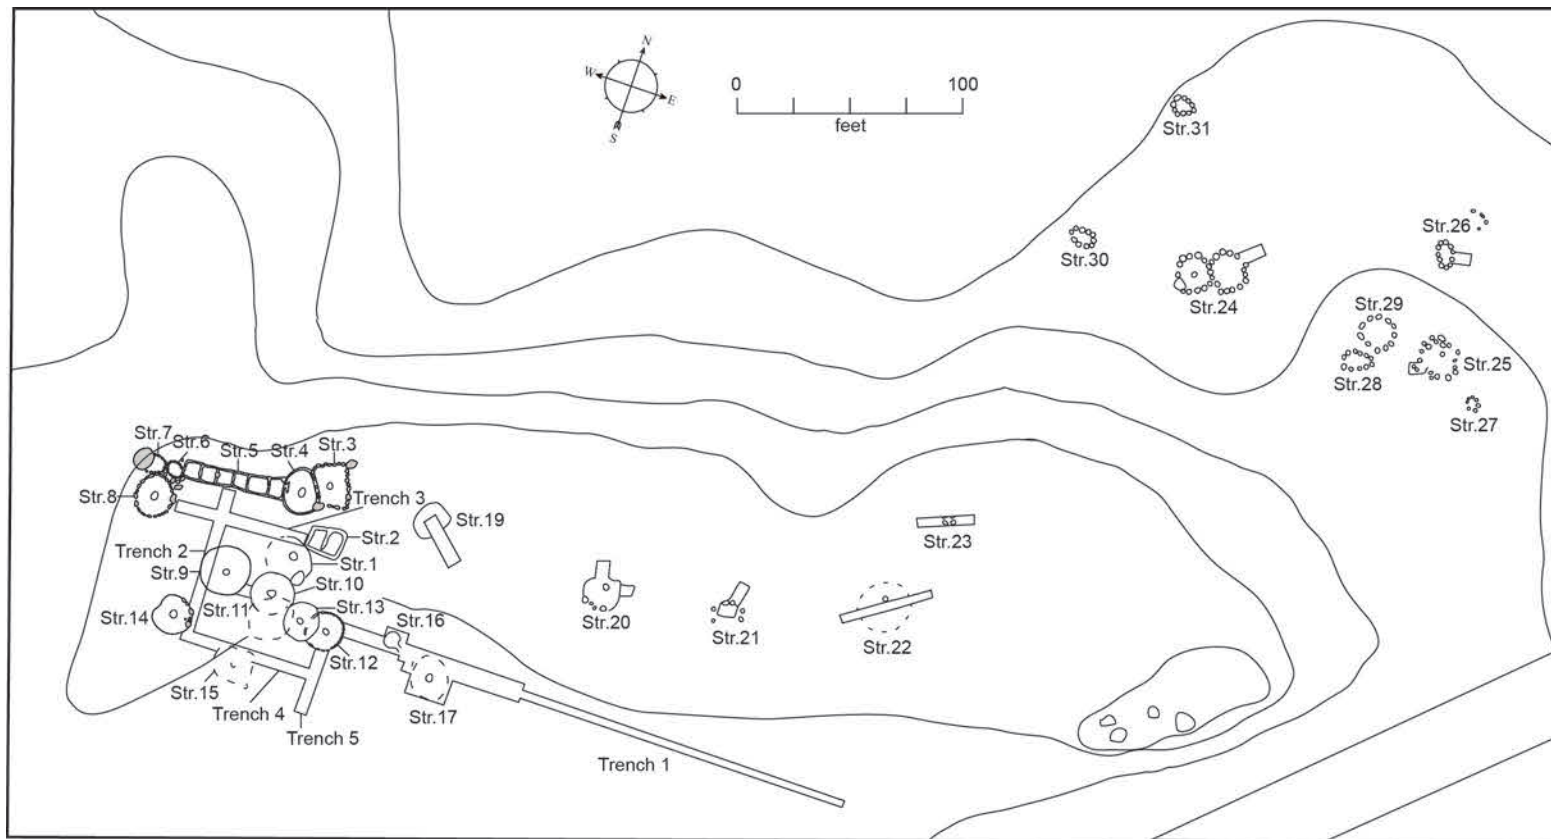 N
W
E
S
0 100
feet
Str.31
Str.26
Str.30
Str.24
Str.29
Str.25
Str.28
Str.27
Str.7
Str.6
Str.5
Str.4
Str.3
Str.8
Trench 3
Str.19
Str.2
Str.23
Trench 2
Str.1
Str.9
Str.10
Str.11
Str.13
Str.14
Str.16
Str.20
Str.21
Str.22
Str.12
Str.15
Str.17
Trench 4
Trench 5
Trench 1